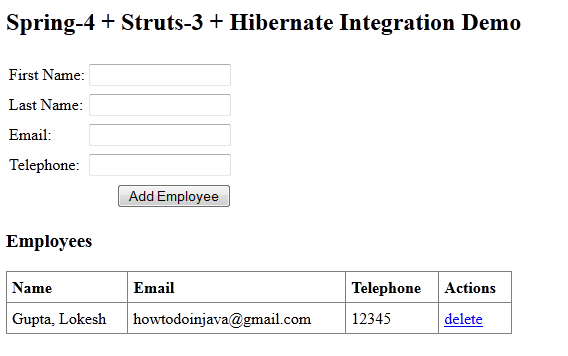 Spring-4 + Struts-3 + Hibernate Integration Demo
First Name:
Last Name:
Email:
Telephone:
Add Employee
Employees
Name Email Telephone Actions
Gupta, Lokesh howtodoinjava@gmail.com 12345 delete